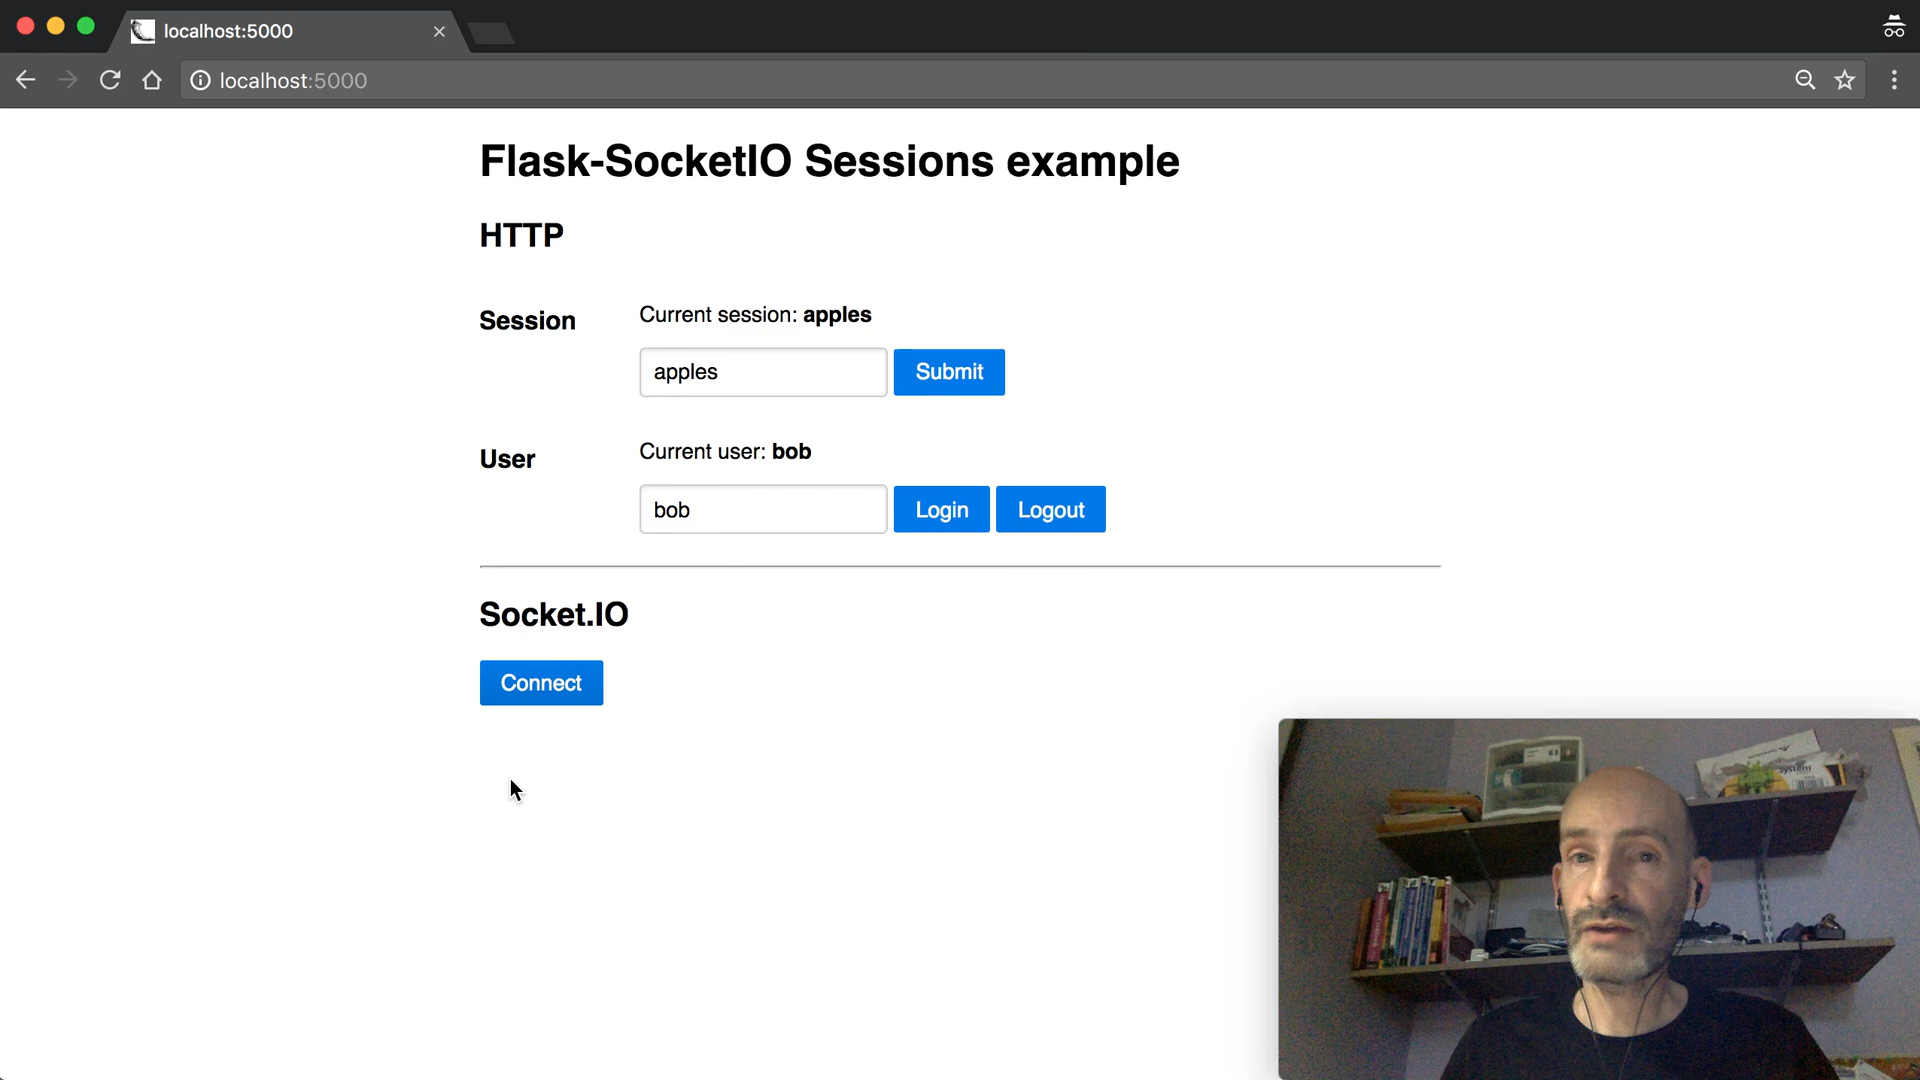 localhost:5000
localhost:5000
Flask-SocketIO Sessions example
HTTP
Session
Current session: apples
apples
Submit
User
Current user: bob
bob
Login
Logout
Socket.IO
Connect
system